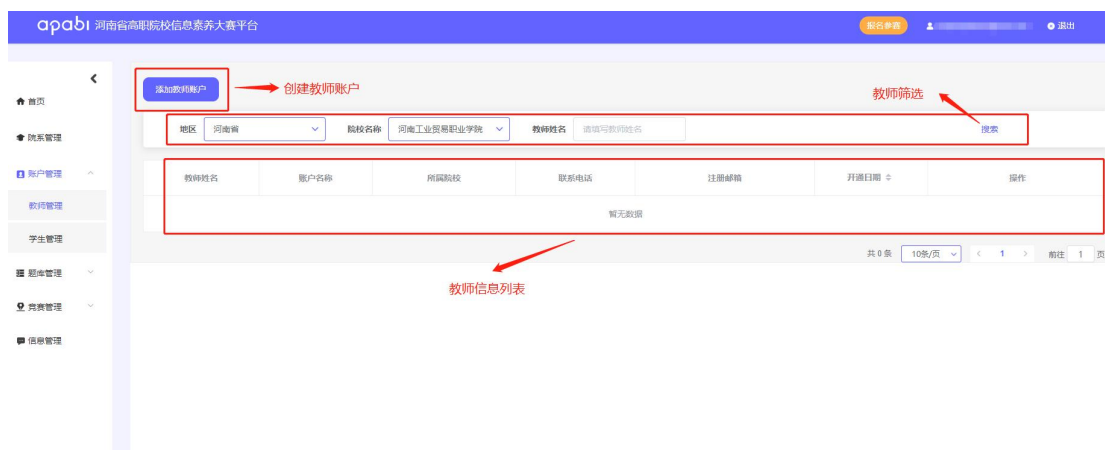 apabi 河南省高职院校信息素养大赛平台 报名参赛 退出
首页
院系管理
账户管理
教师管理
学生管理
题库管理
竞赛管理
信息管理
添加教师账户 创建教师账户 教师筛选
地区 河南省 院校名称 河南工业贸易职业学院 教师姓名 请填写教师姓名 搜索
教师姓名 账户名称 所属院校 联系电话 注册邮箱 开通日期 操作
暂无数据
共 0 条 10条/页 1 前往 1 页
教师信息列表